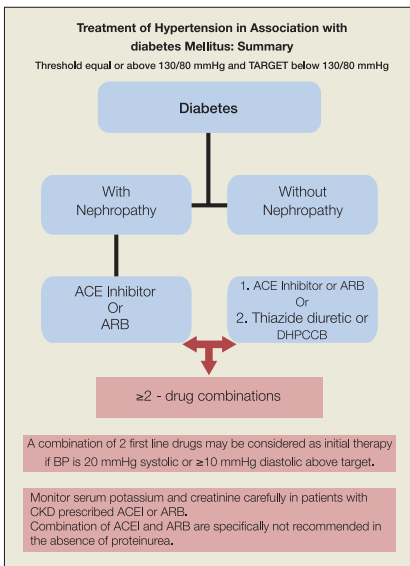 Treatment of Hypertension in Association with
diabetes Mellitus: Summary
Threshold equal or above 130/80 mmHg and TARGET below 130/80 mmHg
Diabetes
With
Nephropathy
Without
Nephropathy
ACE Inhibitor
Or
ARB
1. ACE Inhibitor or ARB
Or
2. Thiazide diuretic or
DHPCCB
≥2 - drug combinations
A combination of 2 first line drugs may be considered as initial therapy
if BP is 20 mmHg systolic or ≥10 mmHg diastolic above target.
Monitor serum potassium and creatinine carefully in patients with
CKD prescribed ACEI or ARB.
Combination of ACEI and ARB are specifically not recommended in
the absence of proteinurea.